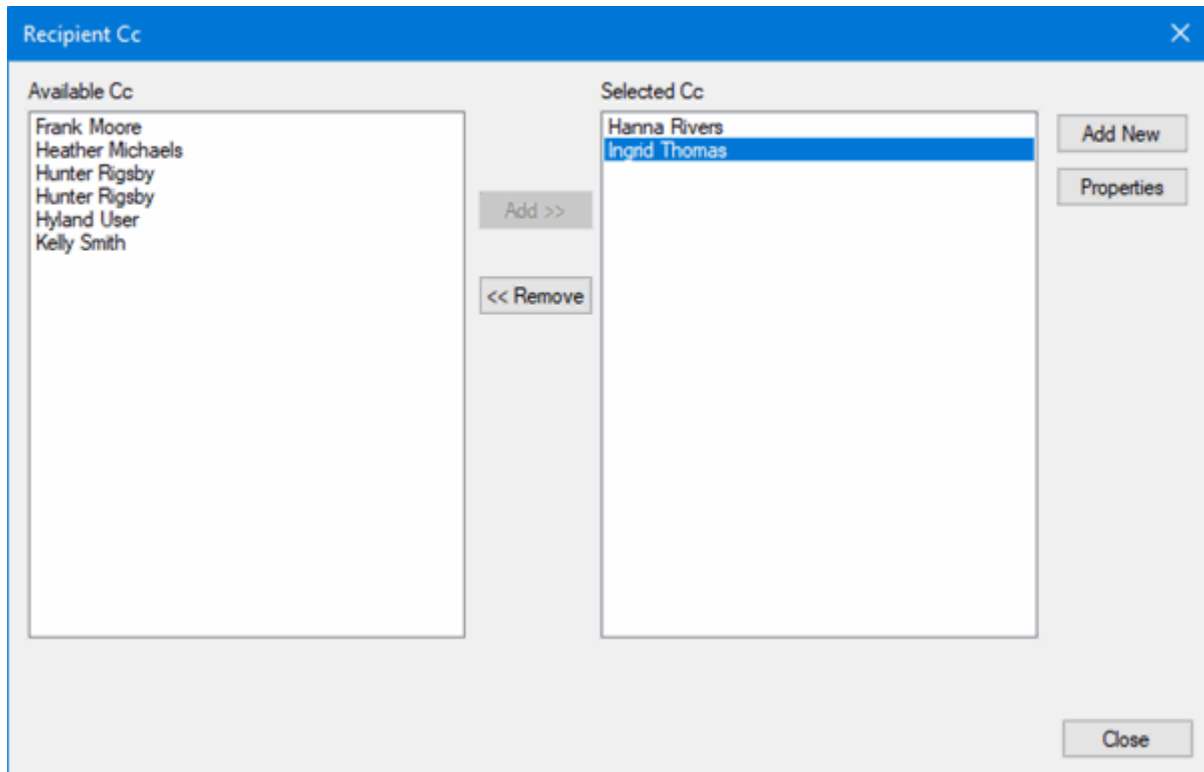 Recipient Cc
Available Cc
Frank Moore
Heather Michaels
Hunter Rigsby
Hunter Rigsby
Hyland User
Kelly Smith
Add >>
<< Remove
Selected Cc
Hanna Rivers
Ingrid Thomas
Add New
Properties
Close